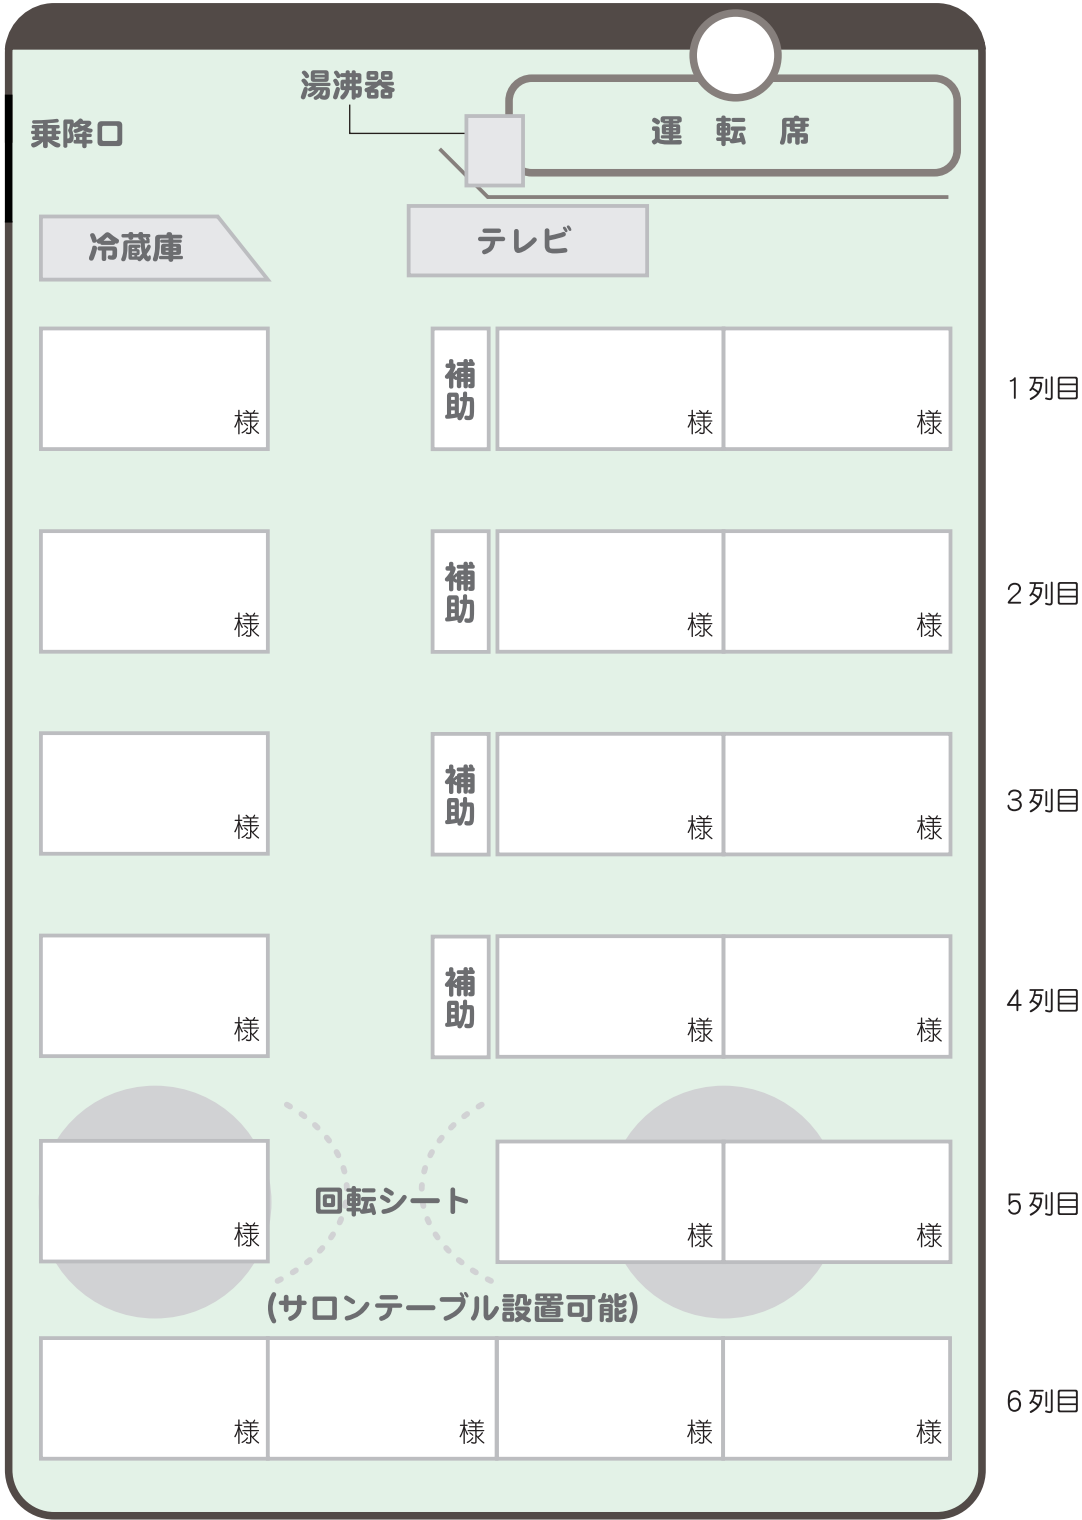 湯沸器
乗降口
運 転 席
冷蔵庫
テレビ
様 補助 様 様 1列目
様 補助 様 様 2列目
様 補助 様 様 3列目
様 補助 様 様 4列目
回転シート
様 様 様 5列目
(サロンテーブル設置可能)
様 様 様 様 6列目